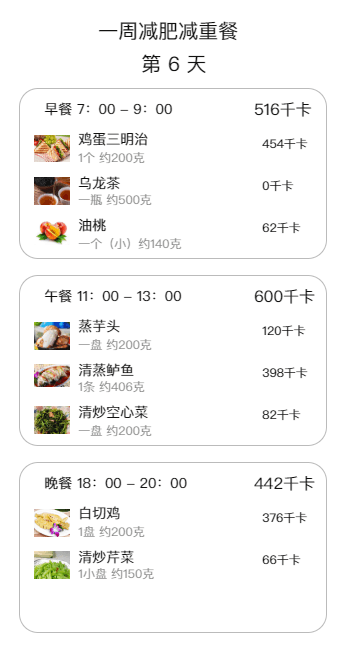 一周减肥减重餐
第 6 天
早餐 7：00 – 9：00 516千卡
鸡蛋三明治 454千卡
1个 约200克
乌龙茶 0千卡
一瓶 约500克
油桃 62千卡
一个（小）约140克
午餐 11：00 – 13：00 600千卡
蒸芋头 120千卡
一盘 约200克
清蒸鲈鱼 398千卡
1条 约406克
清炒空心菜 82千卡
一盘 约200克
晚餐 18：00 – 20：00 442千卡
白切鸡 376千卡
1盘 约200克
清炒芹菜 66千卡
1小盘 约150克